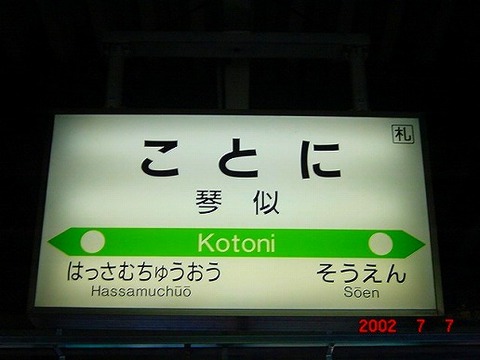 札
ことに
琴似
Kotoni
はっさむちゅうおう
Hassamuchūō
そうえん
Sōen
2002 7 7